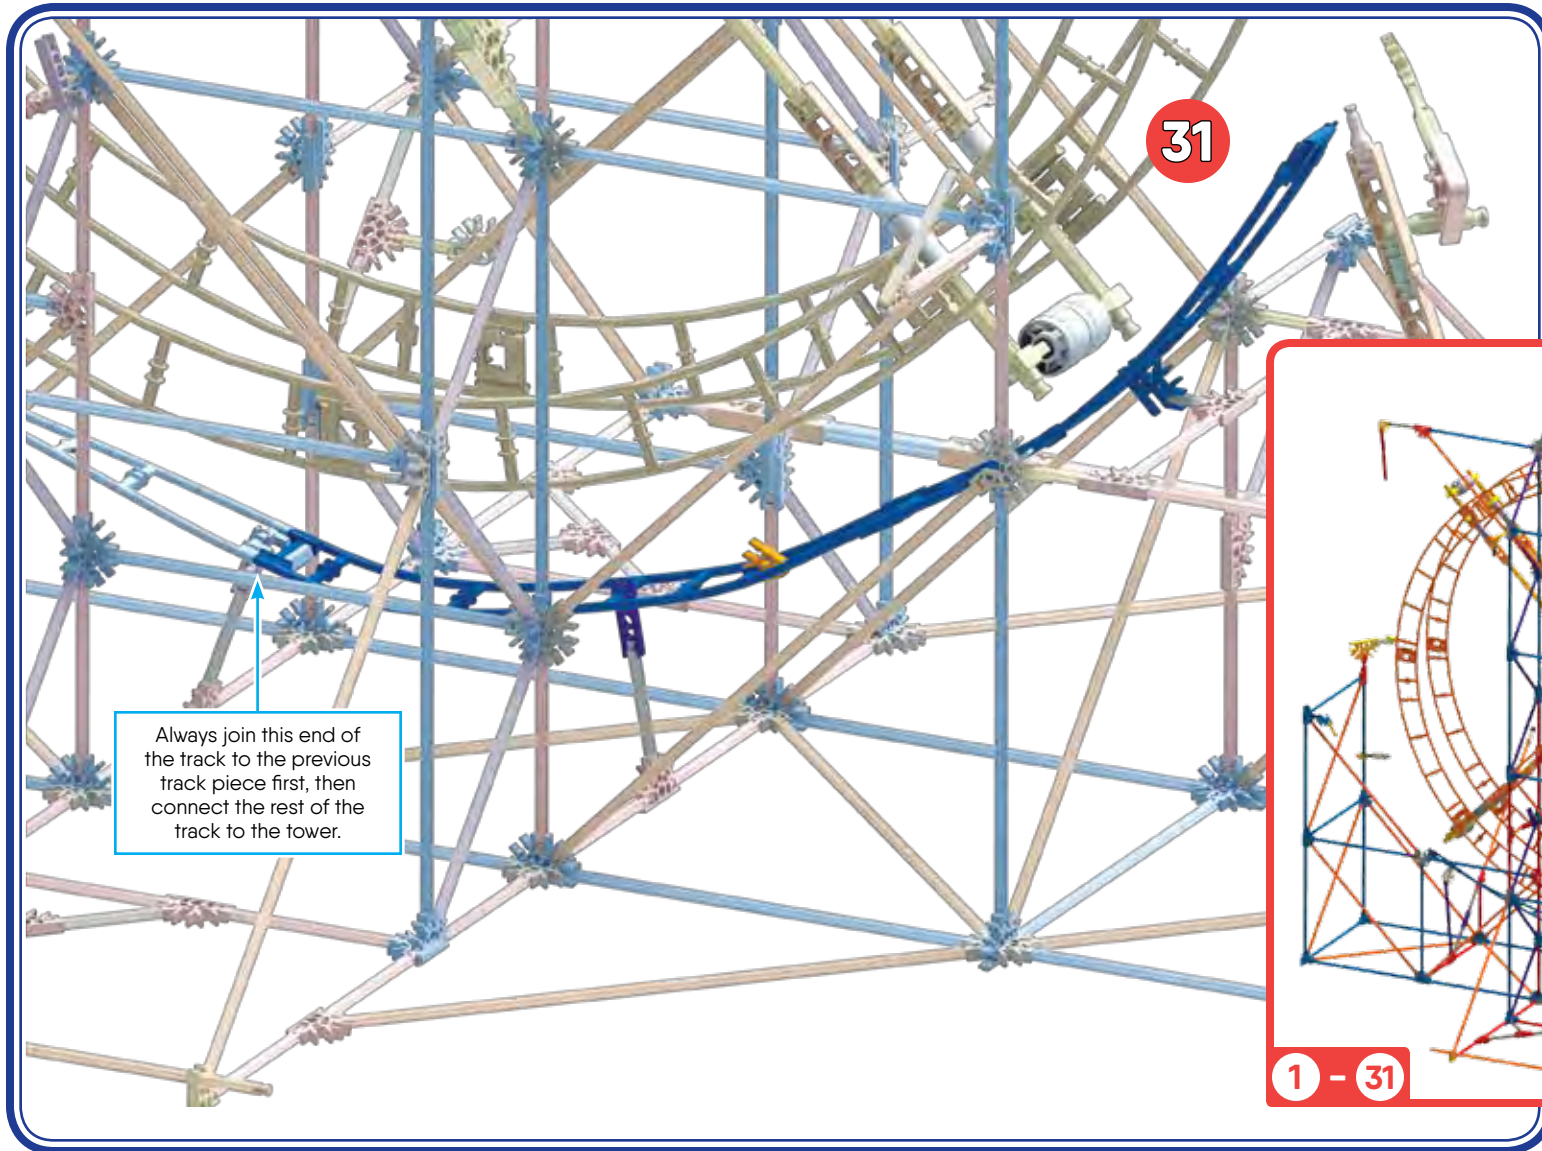 31
Always join this end of
the track to the previous
track piece first, then
connect the rest of the
track to the tower.
1 - 31